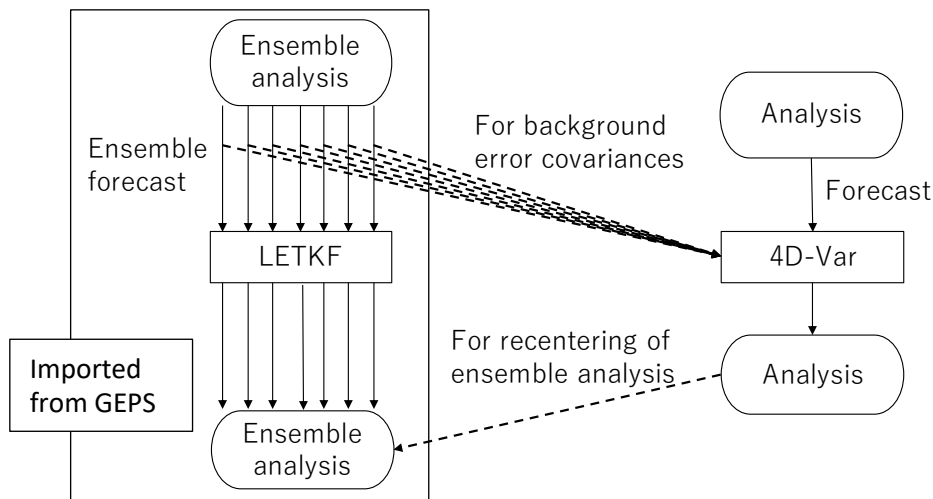 Ensemble
analysis
Ensemble
forecast
For background
error covariances
Analysis
Forecast
LETKF
4D-Var
Imported
from GEPS
For recentering of
ensemble analysis
Analysis
Ensemble
analysis